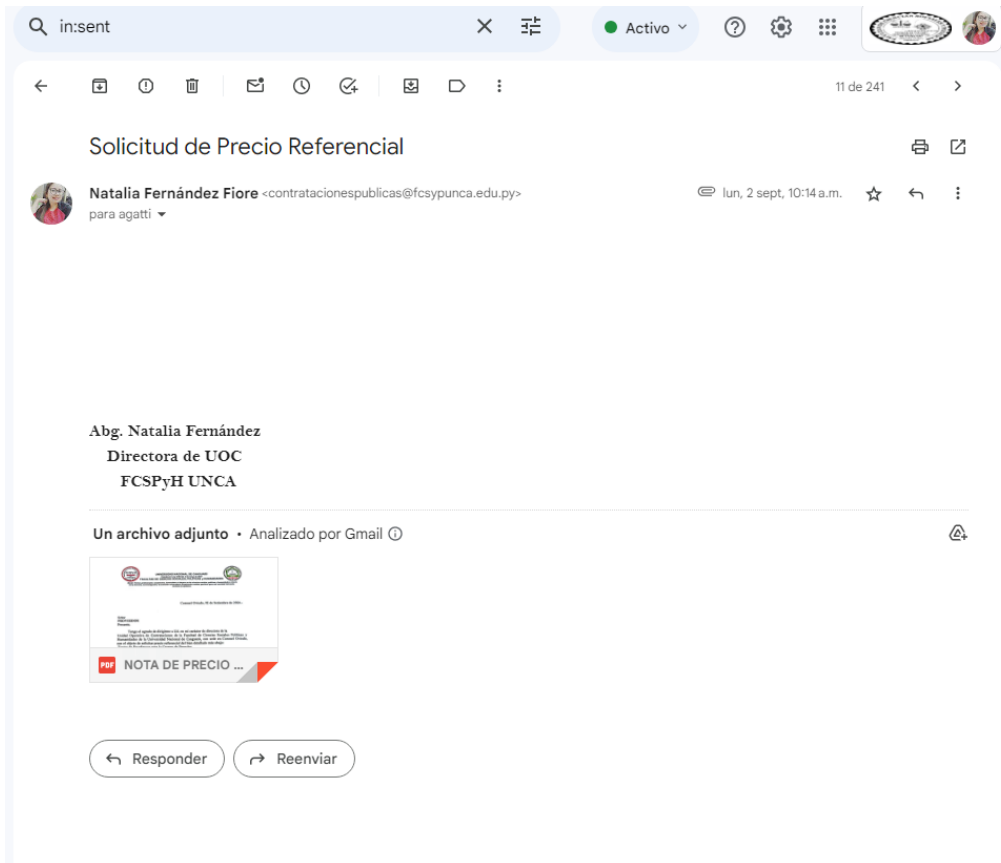 in:sent
Activo
11 de 241
Solicitud de Precio Referencial
Natalia Fernández Fiore <contratacionespublicas@fcsypunca.edu.py>
lun, 2 sept, 10:14 a.m.
para agatti
Abg. Natalia Fernández
Directora de UOC
FCSPyH UNCA
Un archivo adjunto • Analizado por Gmail
PDF NOTA DE PRECIO ...
Responder
Reenviar